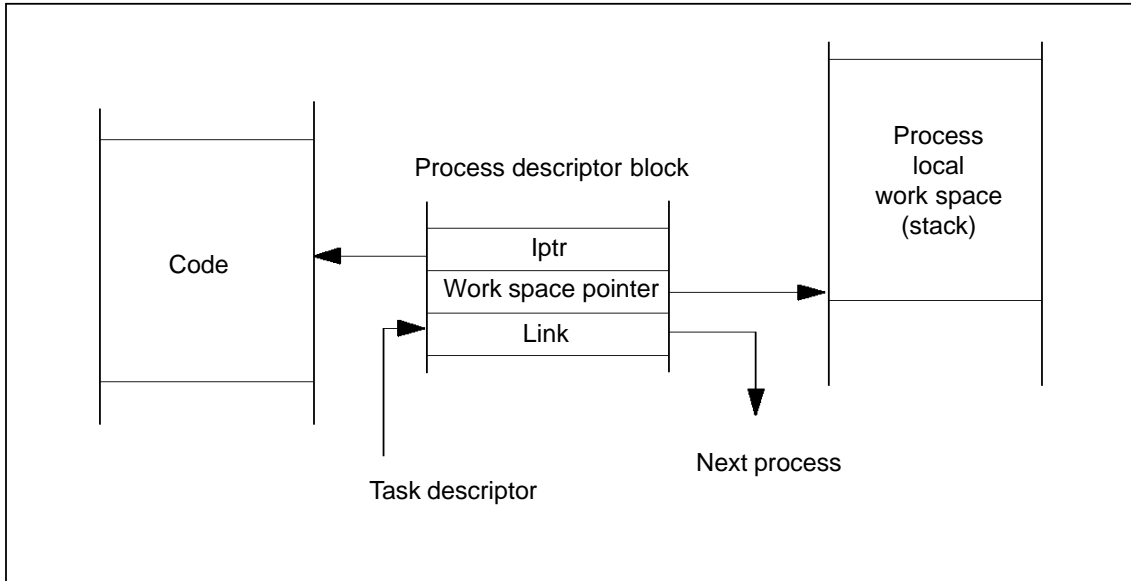 Process descriptor block
Code
Iptr
Work space pointer
Link
Process
local
work space
(stack)
Task descriptor
Next process